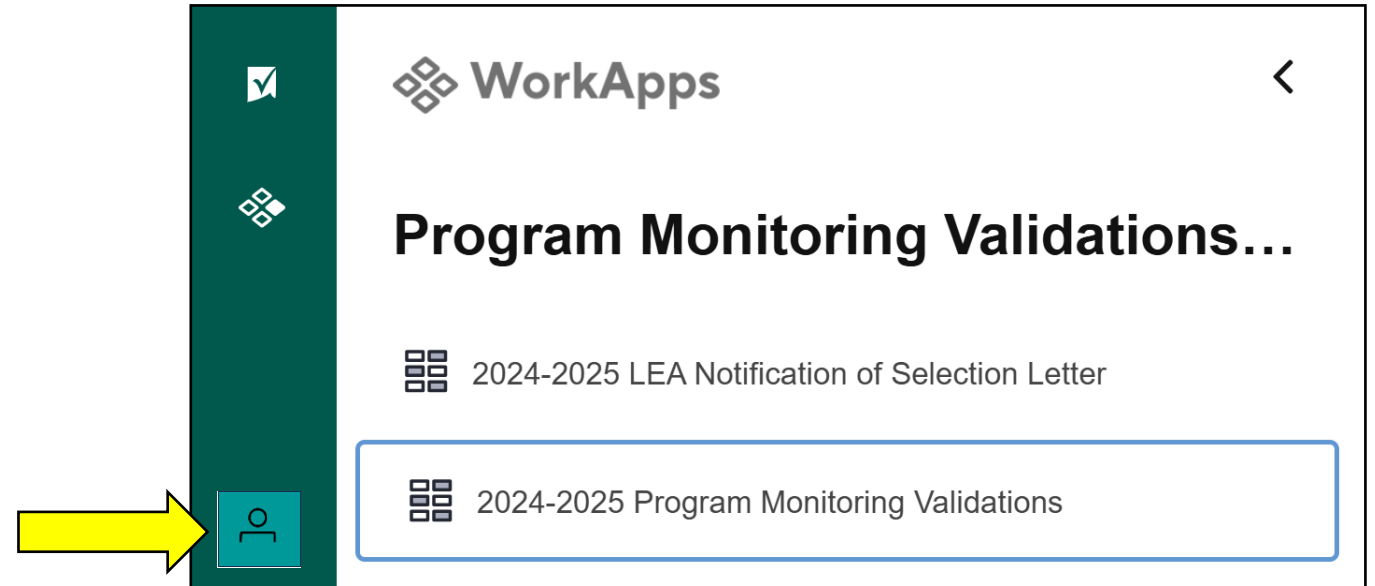 WorkApps
Program Monitoring Validations...
2024-2025 LEA Notification of Selection Letter
2024-2025 Program Monitoring Validations